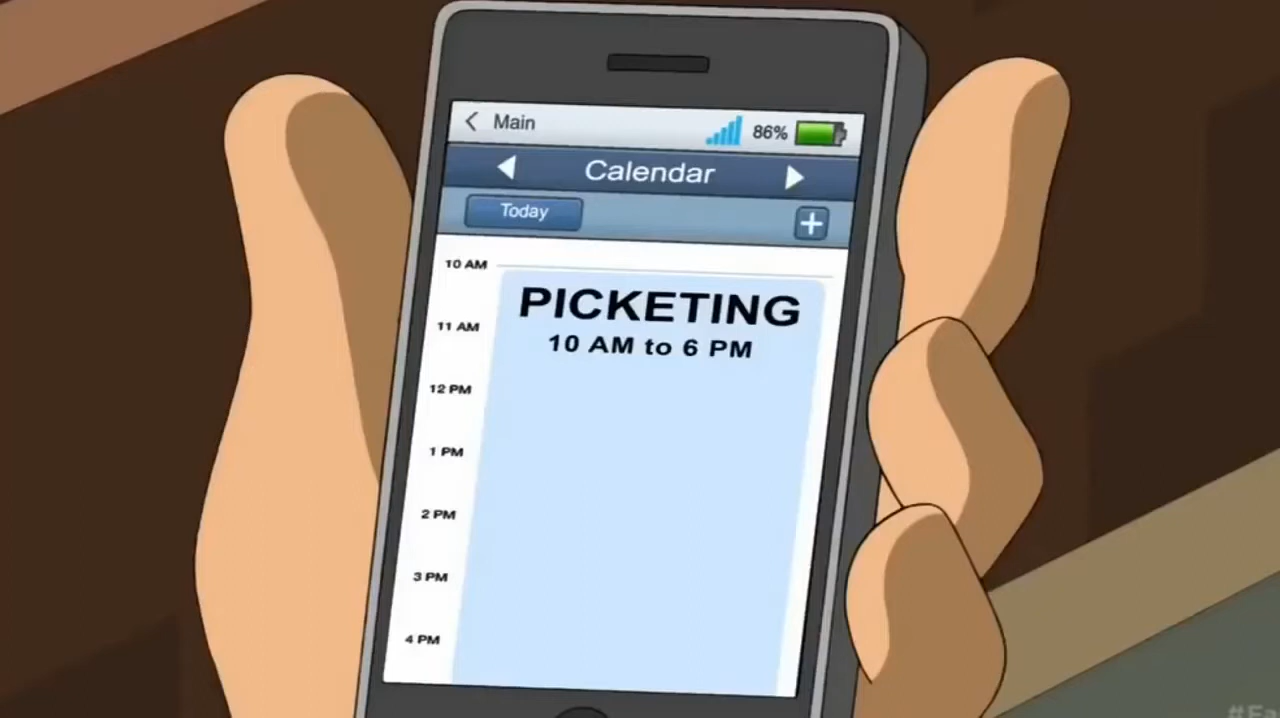 < Main 86%
Calendar
Today +
10 AM
PICKETING
11 AM
10 AM to 6 PM
12 PM
1 PM
2 PM
3 PM
4 PM